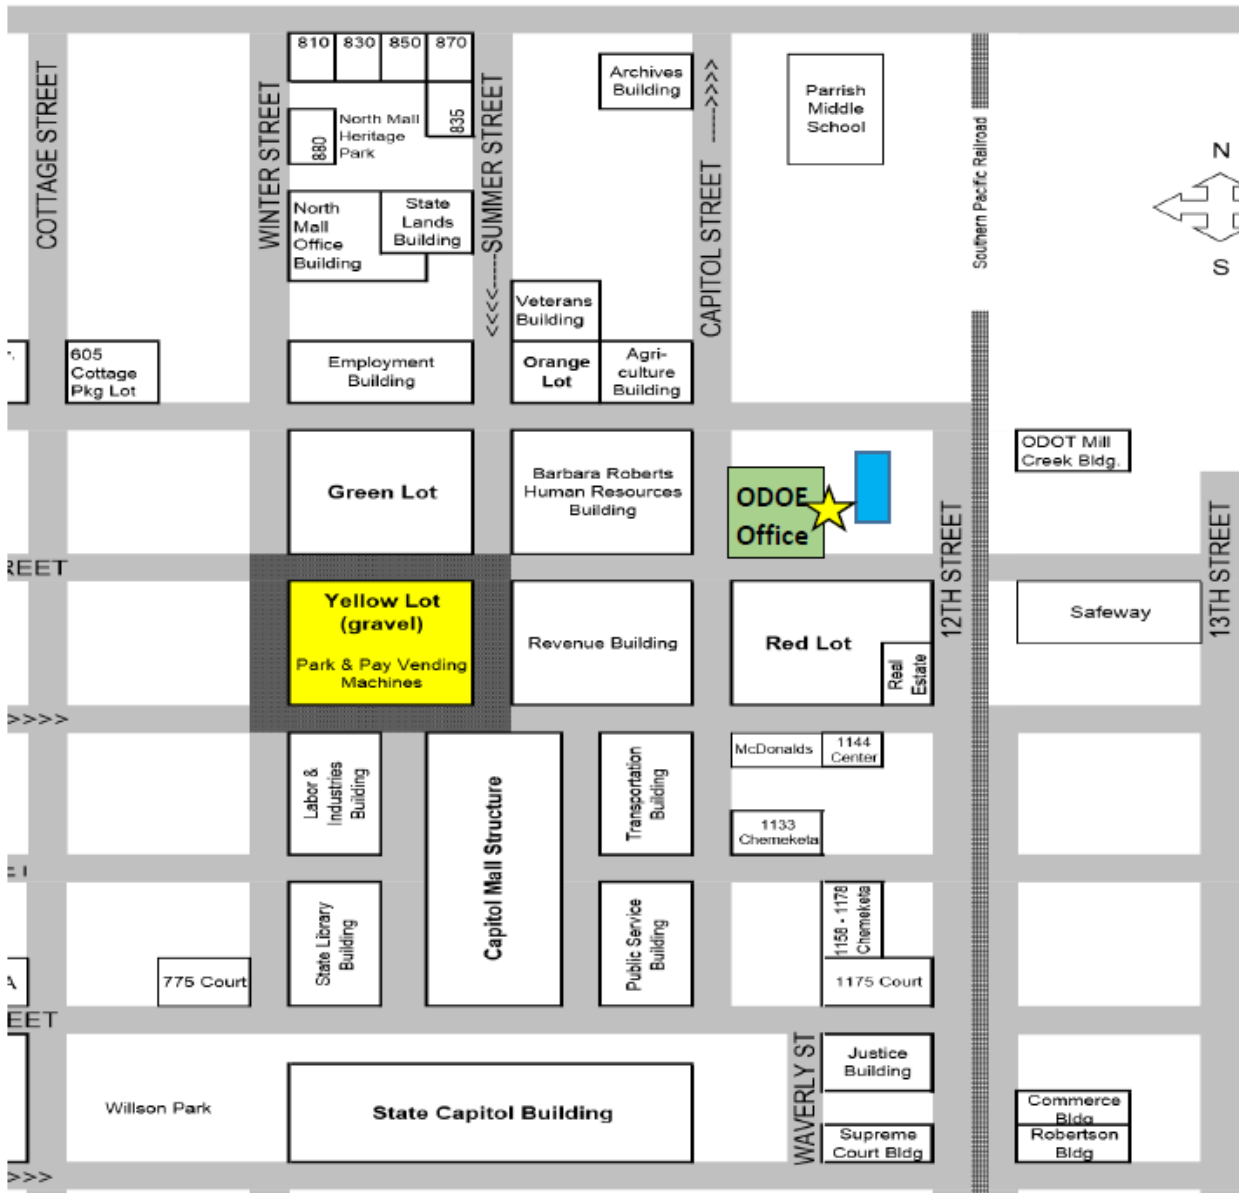 810 830 850 870
835
880
North Mall
Heritage
Park
Archives
Building
Parrish
Middle
School
COTTAGE STREET
WINTER STREET
<<<<----SUMMER STREET
CAPITOL STREET ---->>>>
Southern Pacific Railroad
N
S
North
Mall
Office
Building
State
Lands
Building
Veterans
Building
605
Cottage
Pkg Lot
Employment
Building
Orange
Lot
Agri-
culture
Building
Green Lot
Barbara Roberts
Human Resources
Building
ODOE
Office
ODOT Mill
Creek Bldg.
12TH STREET
13TH STREET
REET
Yellow Lot
(gravel)
Park & Pay Vending
Machines
Revenue Building
Red Lot
Real
Estate
Safeway
>>>>
Labor &
Industries
Building
Capitol Mall Structure
Transportation
Building
McDonalds
1144
Center
1133
Chemeketa
State Library
Building
Public Service
Building
1158 - 1178
Chemeketa
A
775 Court
1175 Court
EET
WAVERLY ST
Justice
Building
Willson Park
State Capitol Building
Supreme
Court Bldg
Commerce
Bldg
Robertson
Bldg
>>>